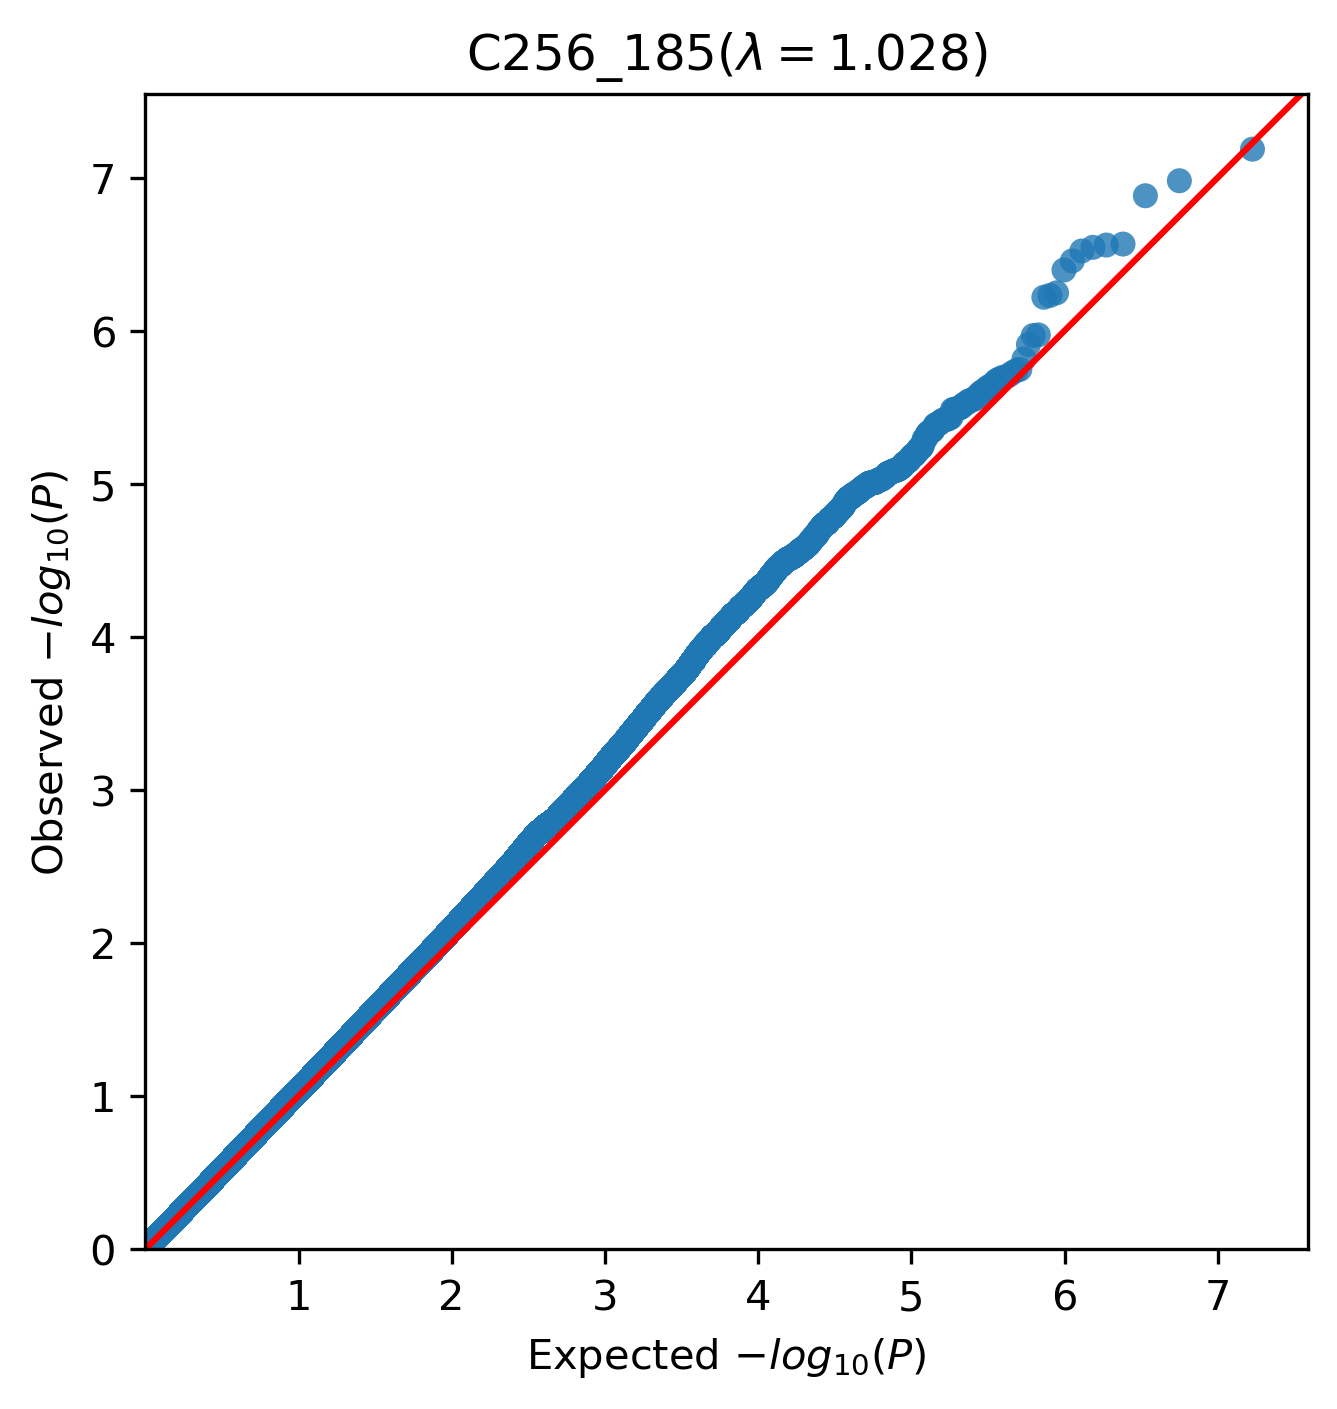 C256_185(λ = 1.028)
Observed −log₁₀(P)
7
6
5
4
3
2
1
0
1 2 3 4 5 6 7
Expected −log₁₀(P)